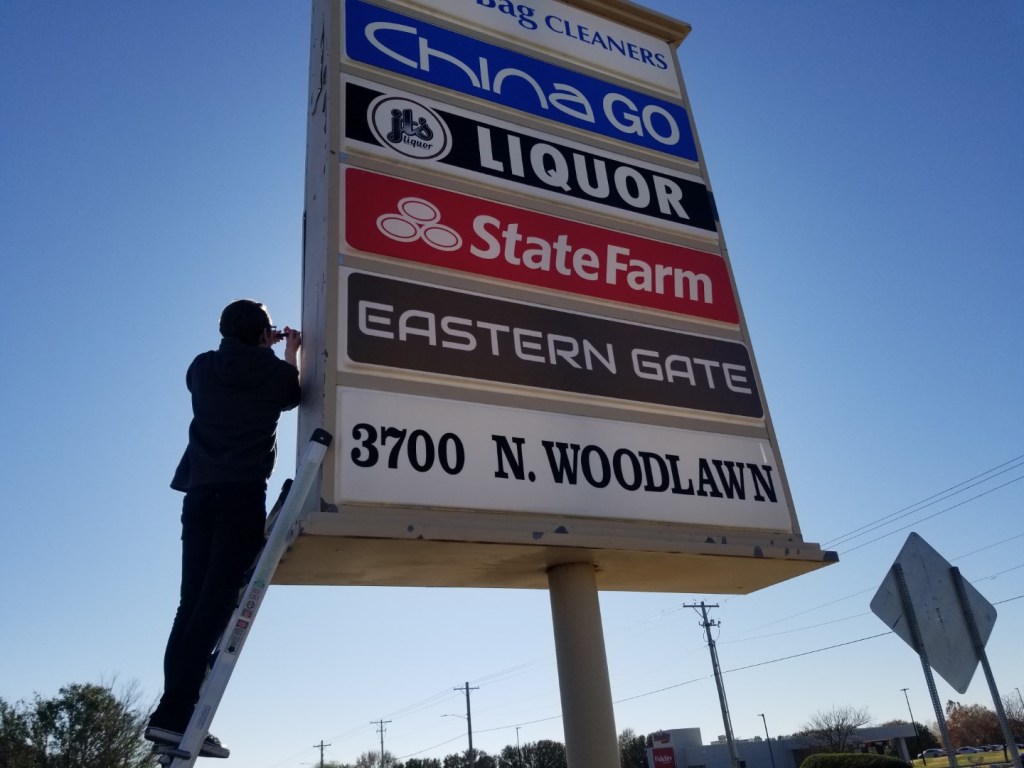 Bag CLEANERS
China GO
jt's
liquor
LIQUOR
State Farm
EASTERN GATE
3700 N. WOODLAWN